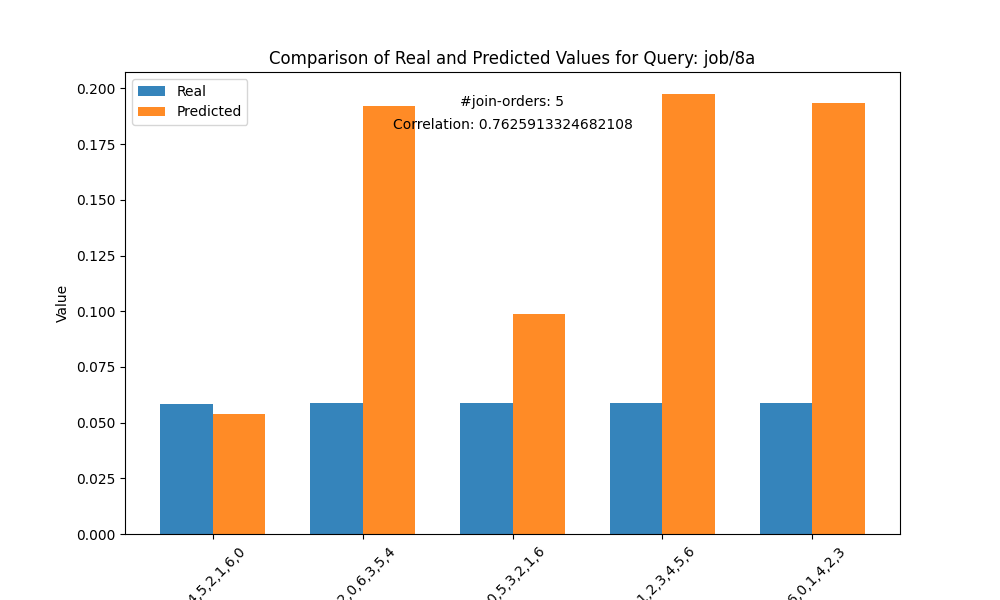 Comparison of Real and Predicted Values for Query: job/8a
Real
Predicted
#join-orders: 5
Correlation: 0.7625913324682108
0.200
0.175
0.150
0.125
0.100
0.075
0.050
0.025
0.000
Value
4,5,2,1,6,0
2,0,6,3,5,4
0,5,3,2,1,6
1,2,3,4,5,6
6,0,1,4,2,3